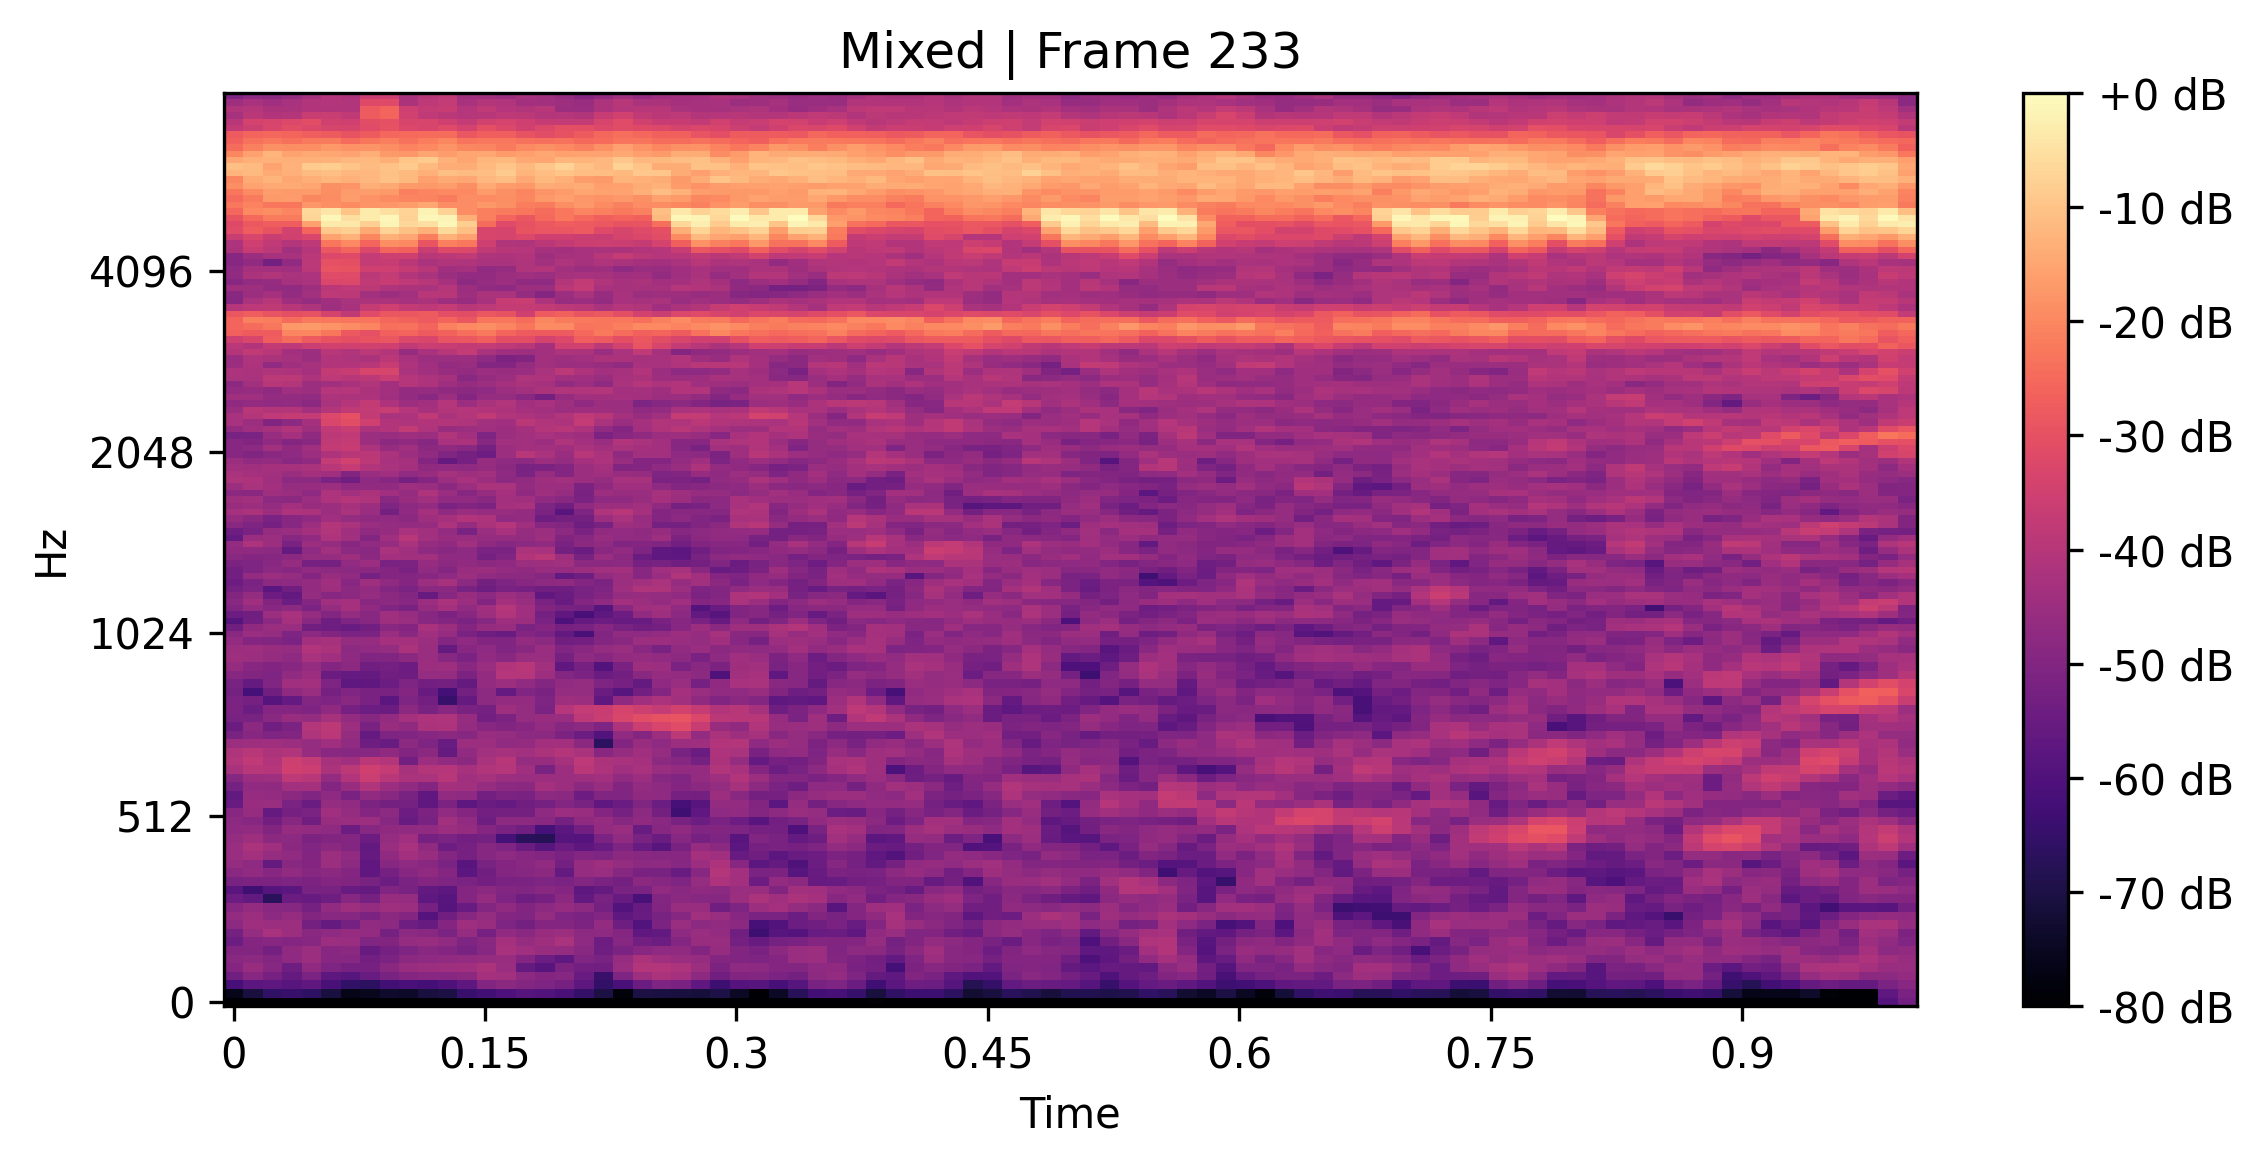 Mixed | Frame 233
+0 dB
-10 dB
-20 dB
-30 dB
-40 dB
-50 dB
-60 dB
-70 dB
-80 dB
Hz
4096
2048
1024
512
0
0 0.15 0.3 0.45 0.6 0.75 0.9
Time